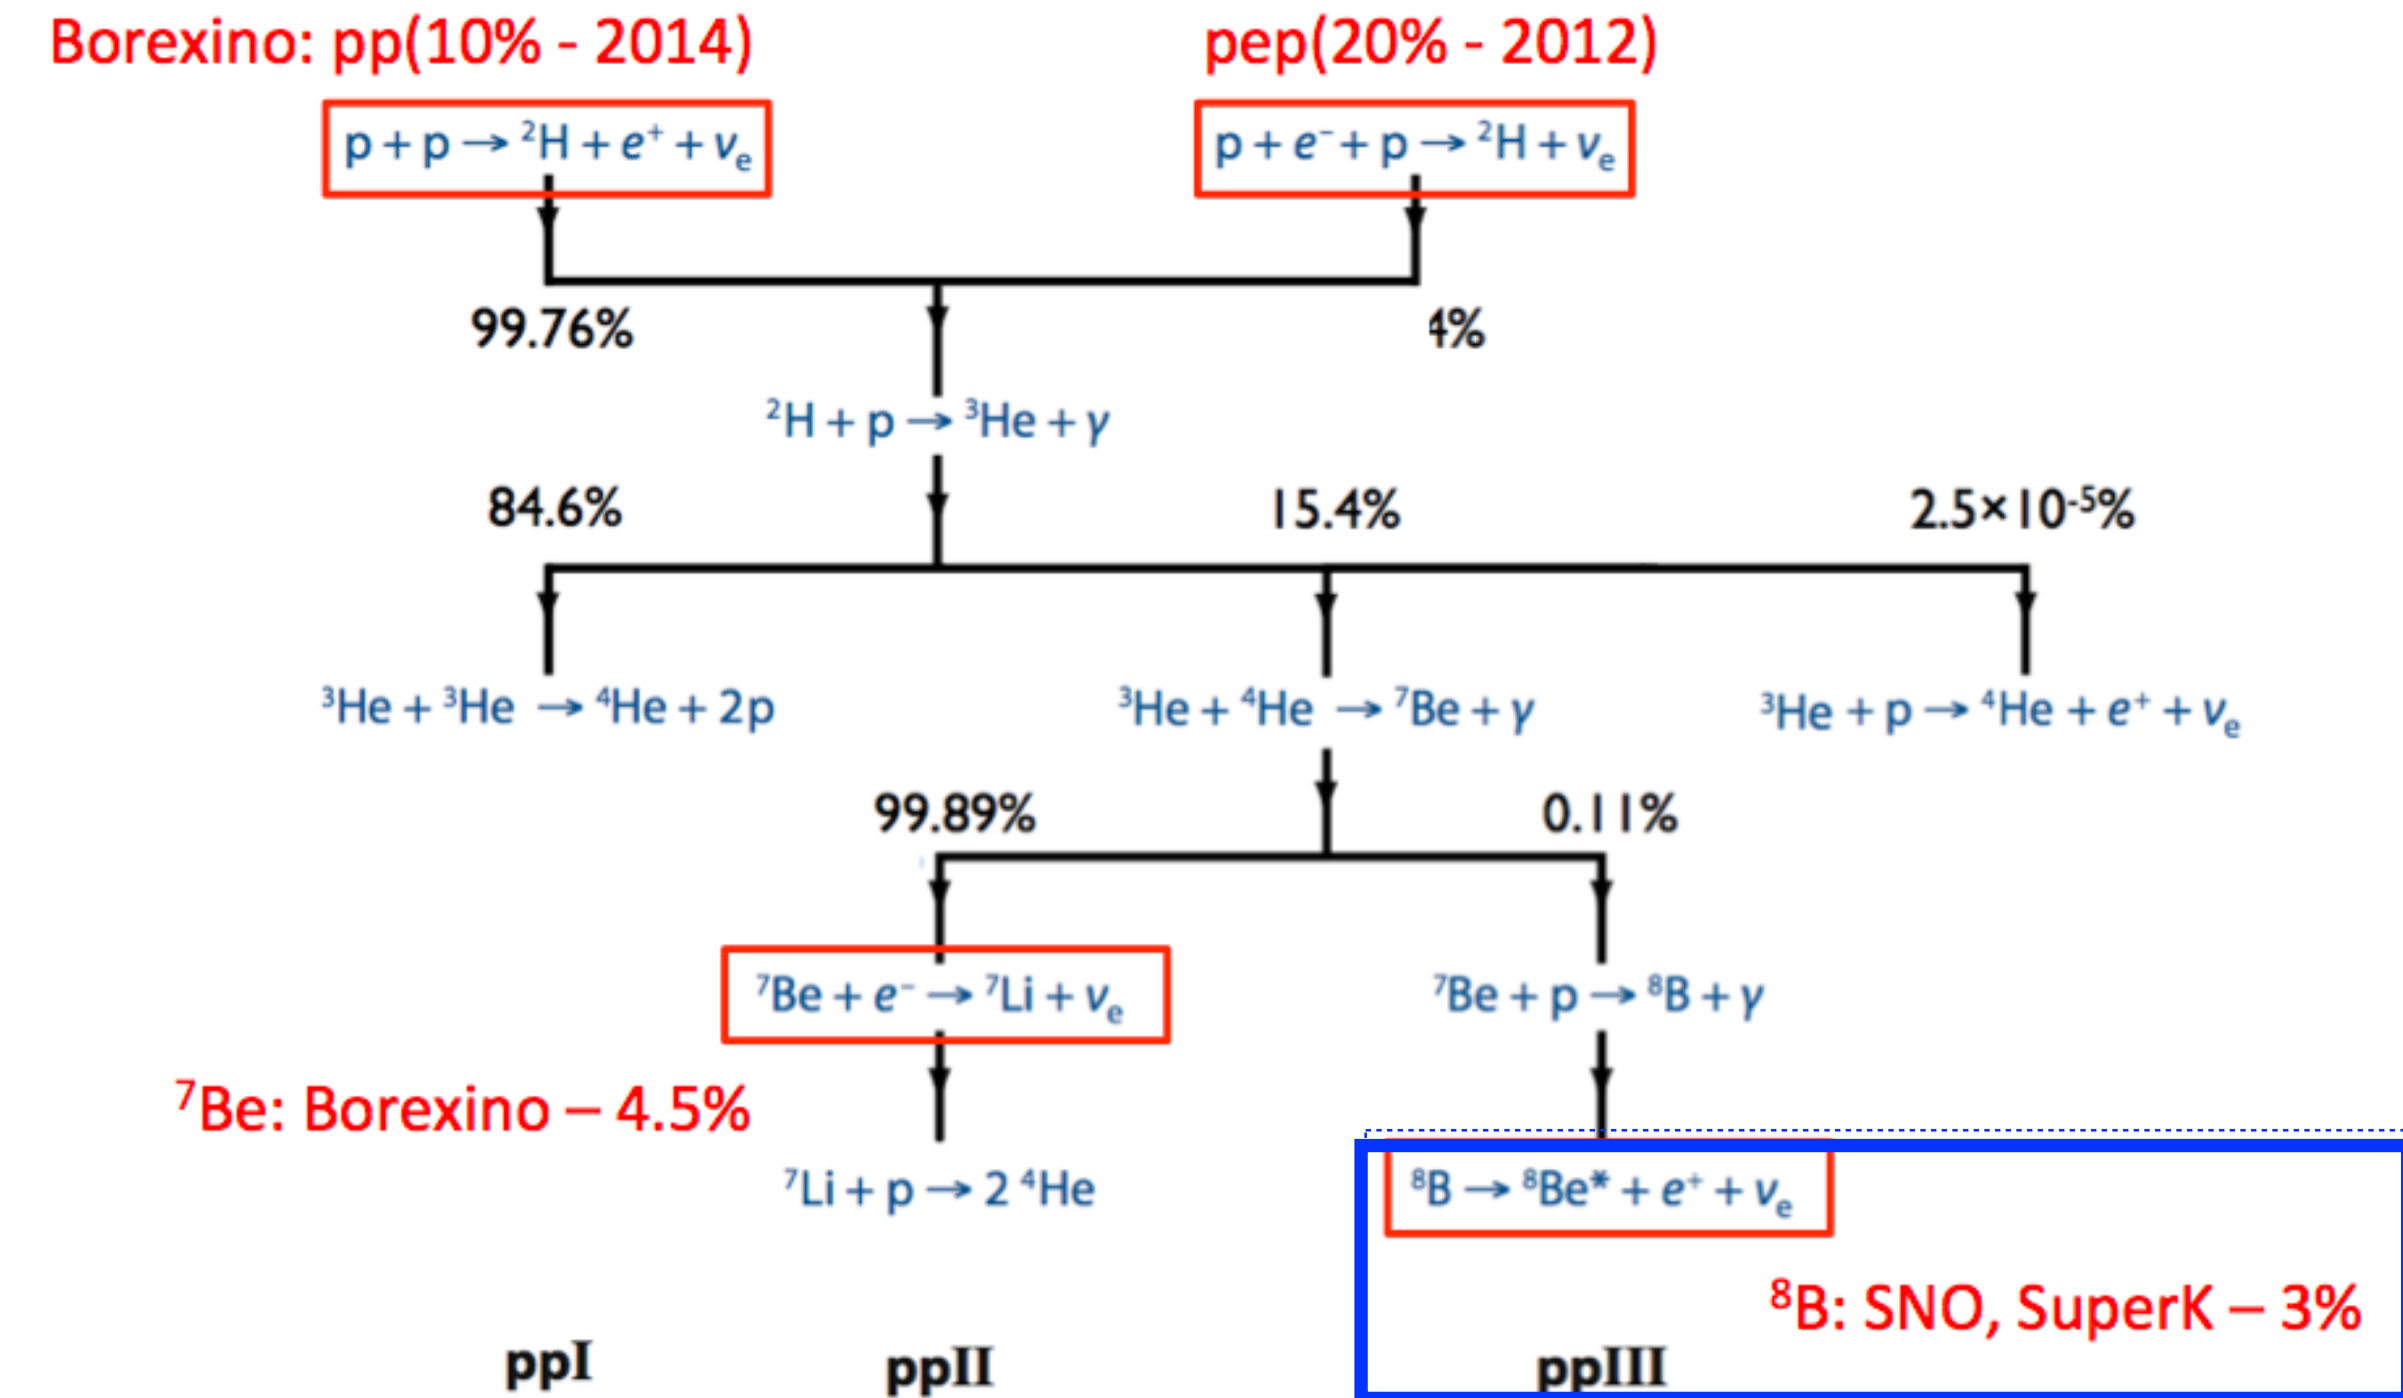 Borexino: pp(10% - 2014) pep(20% - 2012)
p + p → ²H + e⁺ + νₑ p + e⁻ + p → ²H + νₑ
99.76% 4%
²H + p → ³He + γ
84.6% 15.4% 2.5×10⁻⁵%
³He + ³He → ⁴He + 2p ³He + ⁴He → ⁷Be + γ ³He + p → ⁴He + e⁺ + νₑ
99.89% 0.11%
⁷Be + e⁻ → ⁷Li + νₑ ⁷Be + p → ⁸B + γ
⁷Be: Borexino – 4.5%
⁷Li + p → 2 ⁴He ⁸B → ⁸Be* + e⁺ + νₑ
⁸B: SNO, SuperK – 3%
ppI ppII ppIII